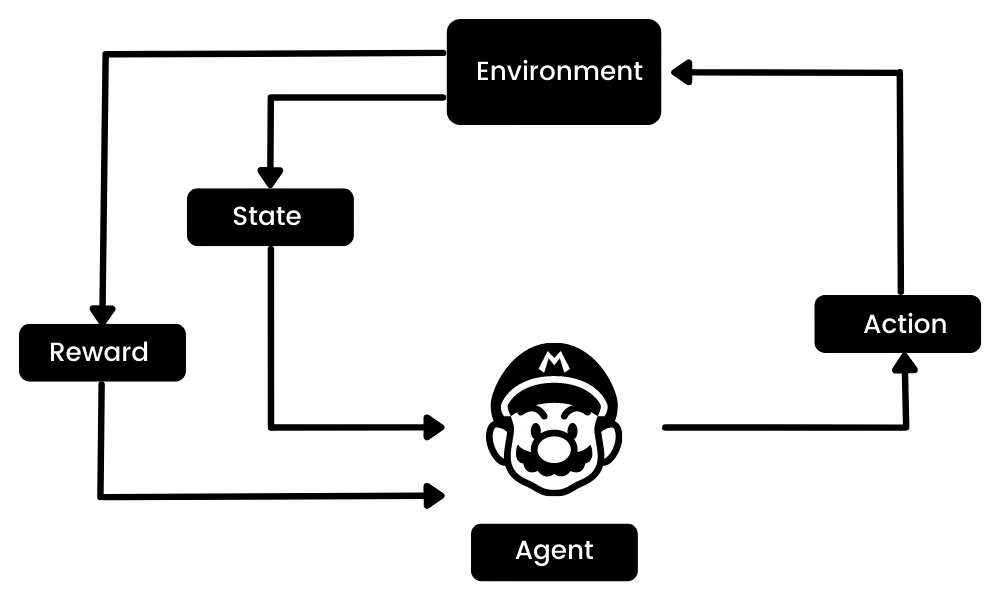 Environment
State
Action
Reward
M
Agent